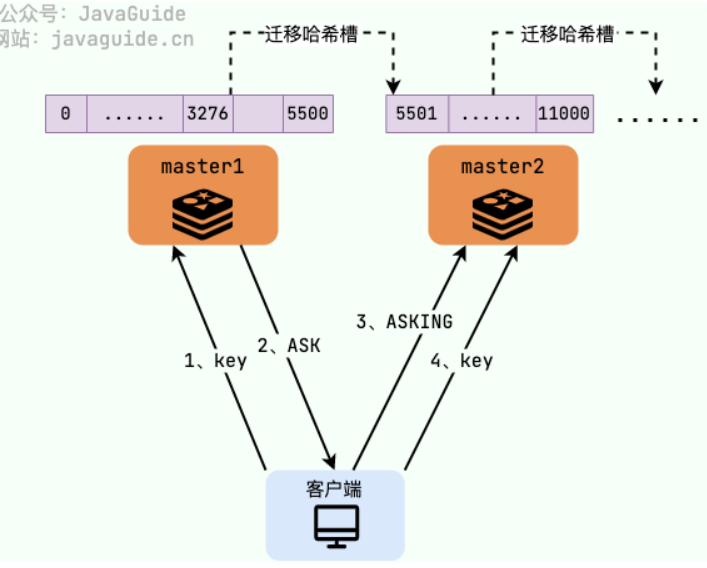 公众号：JavaGuide
网站：javaguide.cn
迁移哈希槽
迁移哈希槽
0
......
3276
5500
5501
......
11000
......
master1
master2
1、key
2、ASK
3、ASKING
4、key
客户端